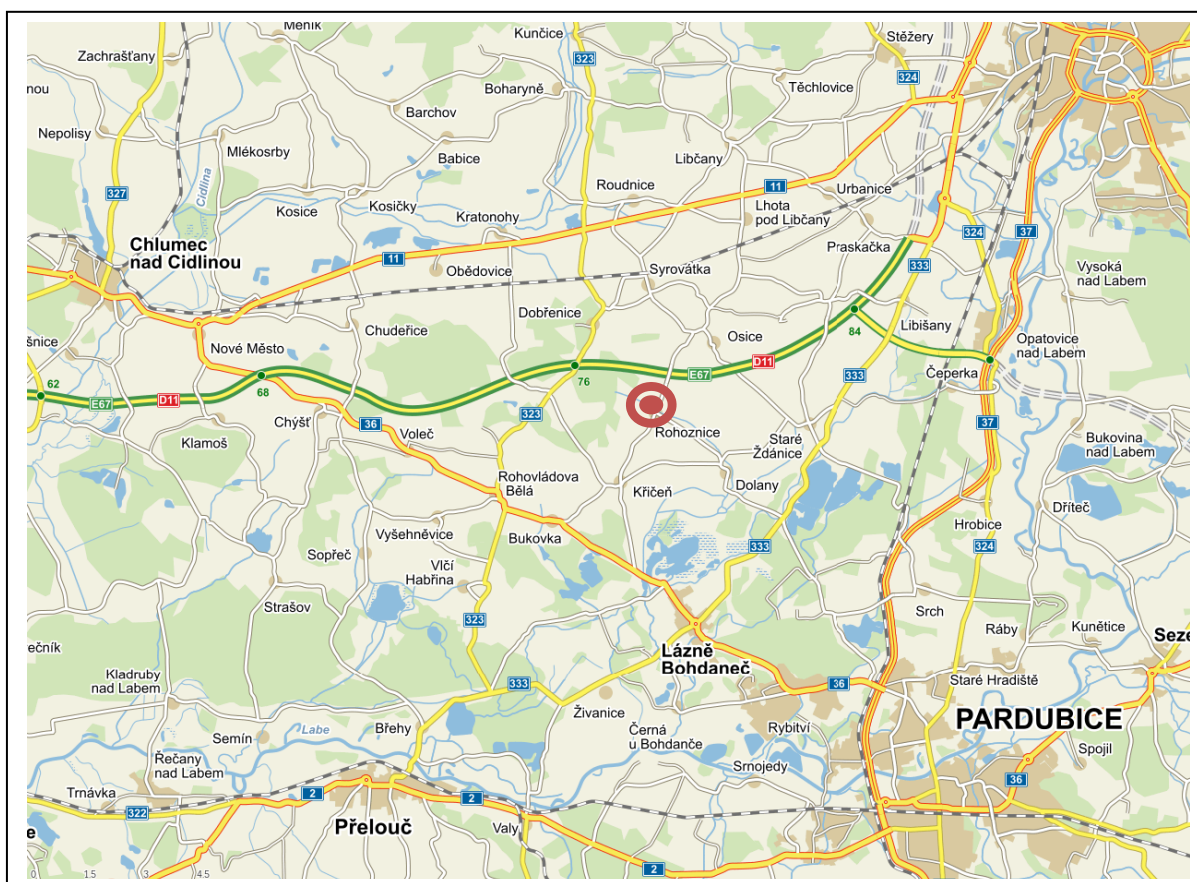 Měník
Kunčice
Stěžery
Zachrašťany
323
324
Boharyně
Těchlovice
Barchov
Nepolisy
Mlékosrby
Babice
Libčany
327
Cidlina
Kosice
Kosičky
Roudnice
11
Urbanice
Kratonohy
Lhota
pod Libčany
324
37
Chlumec
nad Cidlinou
11
Praskačka
Obědovice
Syrovátka
333
Vysoká
nad Labem
Dobřenice
Chudeřice
Osice
Libišany
84
Nové Město
Opatovice
nad Labem
62
68
76
E67
D11
333
Čeperka
E67
D11
Chýšť
36
323
Klamoš
Voleč
Rohoznice
Staré
Ždánice
37
Bukovina
nad Labem
Rohovládova
Bělá
Křičeň
Dolany
Dříteč
Vyšehněvice
Bukovka
Hrobice
Sopřeč
333
324
Vlčí
Habřina
Strašov
323
Srch
Ráby
Kunětice
Lázně
Bohdaneč
Kladruby
nad Labem
333
36
Staré Hradiště
Živanice
PARDUBICE
Břehy
Černá
u Bohdanče
Rybitví
Semín
Labe
Řečany
nad Labem
Srnojedy
Spojil
36
Trnávka
322
2
2
Přelouč
Valy
2
0
1.5
3
4.5